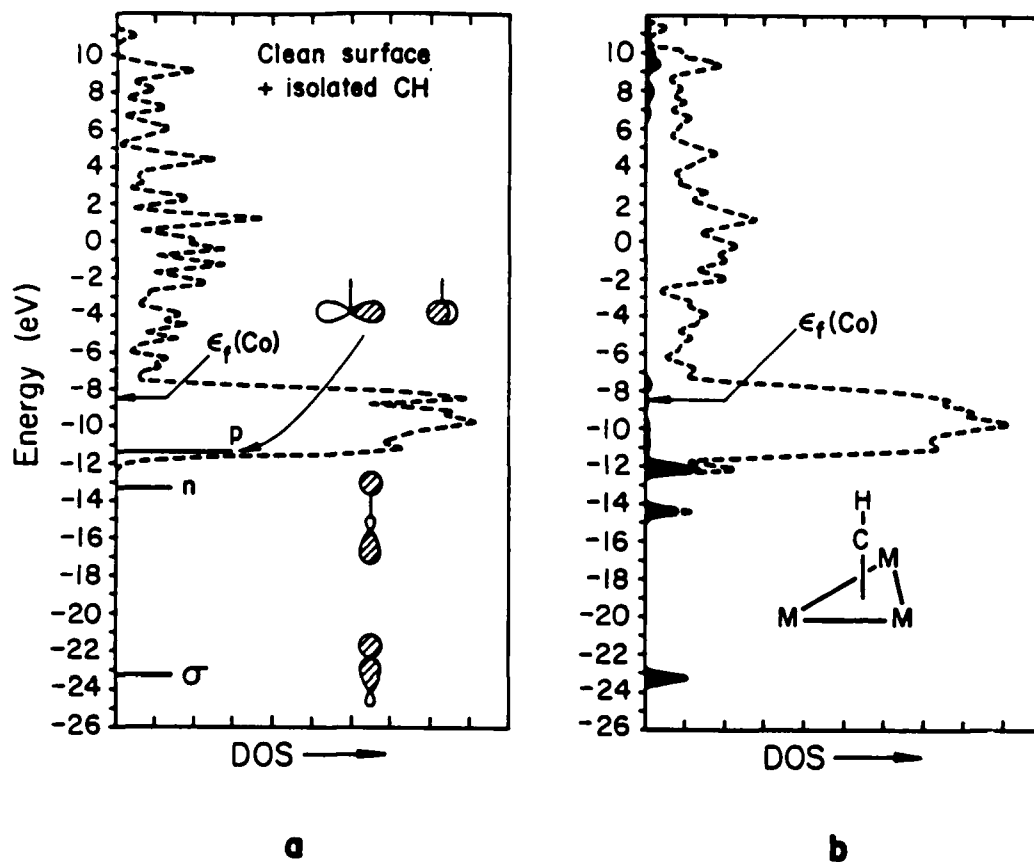 Clean surface
+ isolated CH
10
8
6
4
2
0
-2
-4
-6
-8
-10
-12
-14
-16
-18
-20
-22
-24
-26
Energy (eV)
ϵf(Co)
p
n
σ
DOS
a
10
8
6
4
2
0
-2
-4
-6
-8
-10
-12
-14
-16
-18
-20
-22
-24
-26
ϵf(Co)
H
C
M
M
M
DOS
b